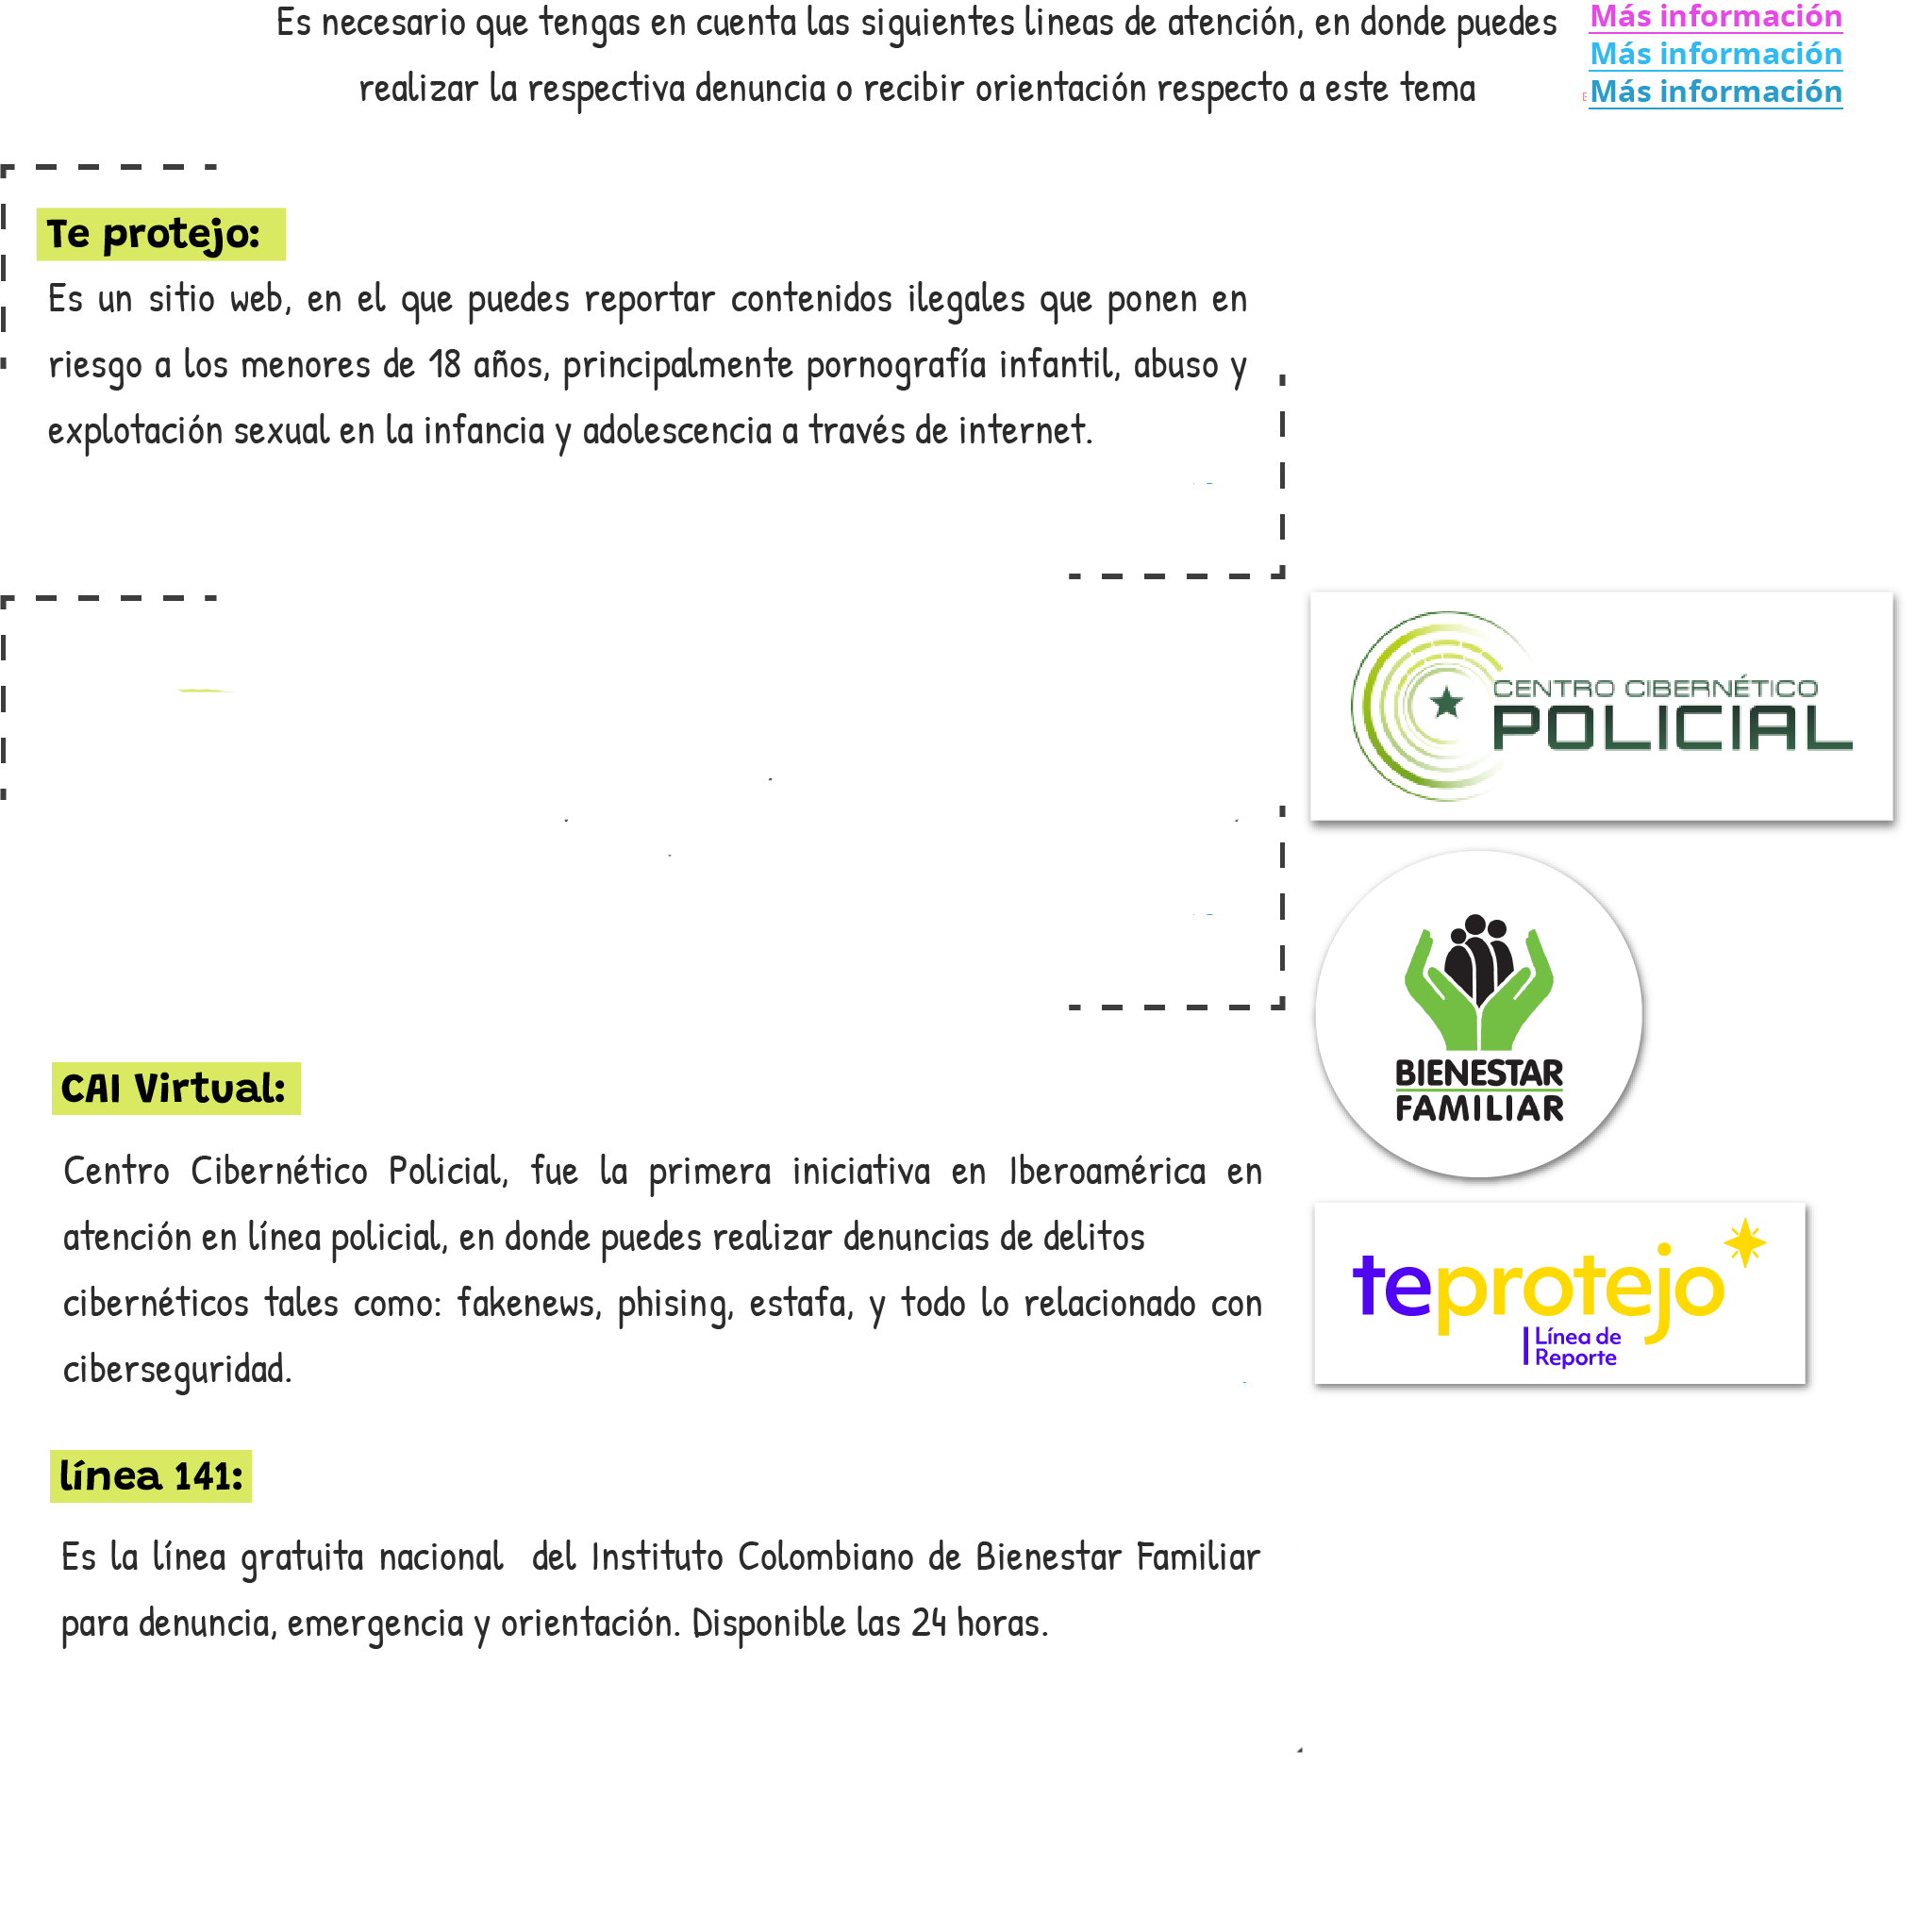 Es necesario que tengas en cuenta las siguientes lineas de atención, en donde puedes
realizar la respectiva denuncia o recibir orientación respecto a este tema
Más información
Más información
Más información
Te protejo:
Es un sitio web, en el que puedes reportar contenidos ilegales que ponen en
riesgo a los menores de 18 años, principalmente pornografía infantil, abuso y
explotación sexual en la infancia y adolescencia a través de internet.
CENTRO CIBERNÉTICO
POLICIAL
BIENESTAR
FAMILIAR
CAI Virtual:
Centro Cibernético Policial, fue la primera iniciativa en Iberoamérica en
atención en línea policial, en donde puedes realizar denuncias de delitos
cibernéticos tales como: fakenews, phising, estafa, y todo lo relacionado con
ciberseguridad.
teprotejo
Línea de
Reporte
línea 141:
Es la línea gratuita nacional del Instituto Colombiano de Bienestar Familiar
para denuncia, emergencia y orientación. Disponible las 24 horas.